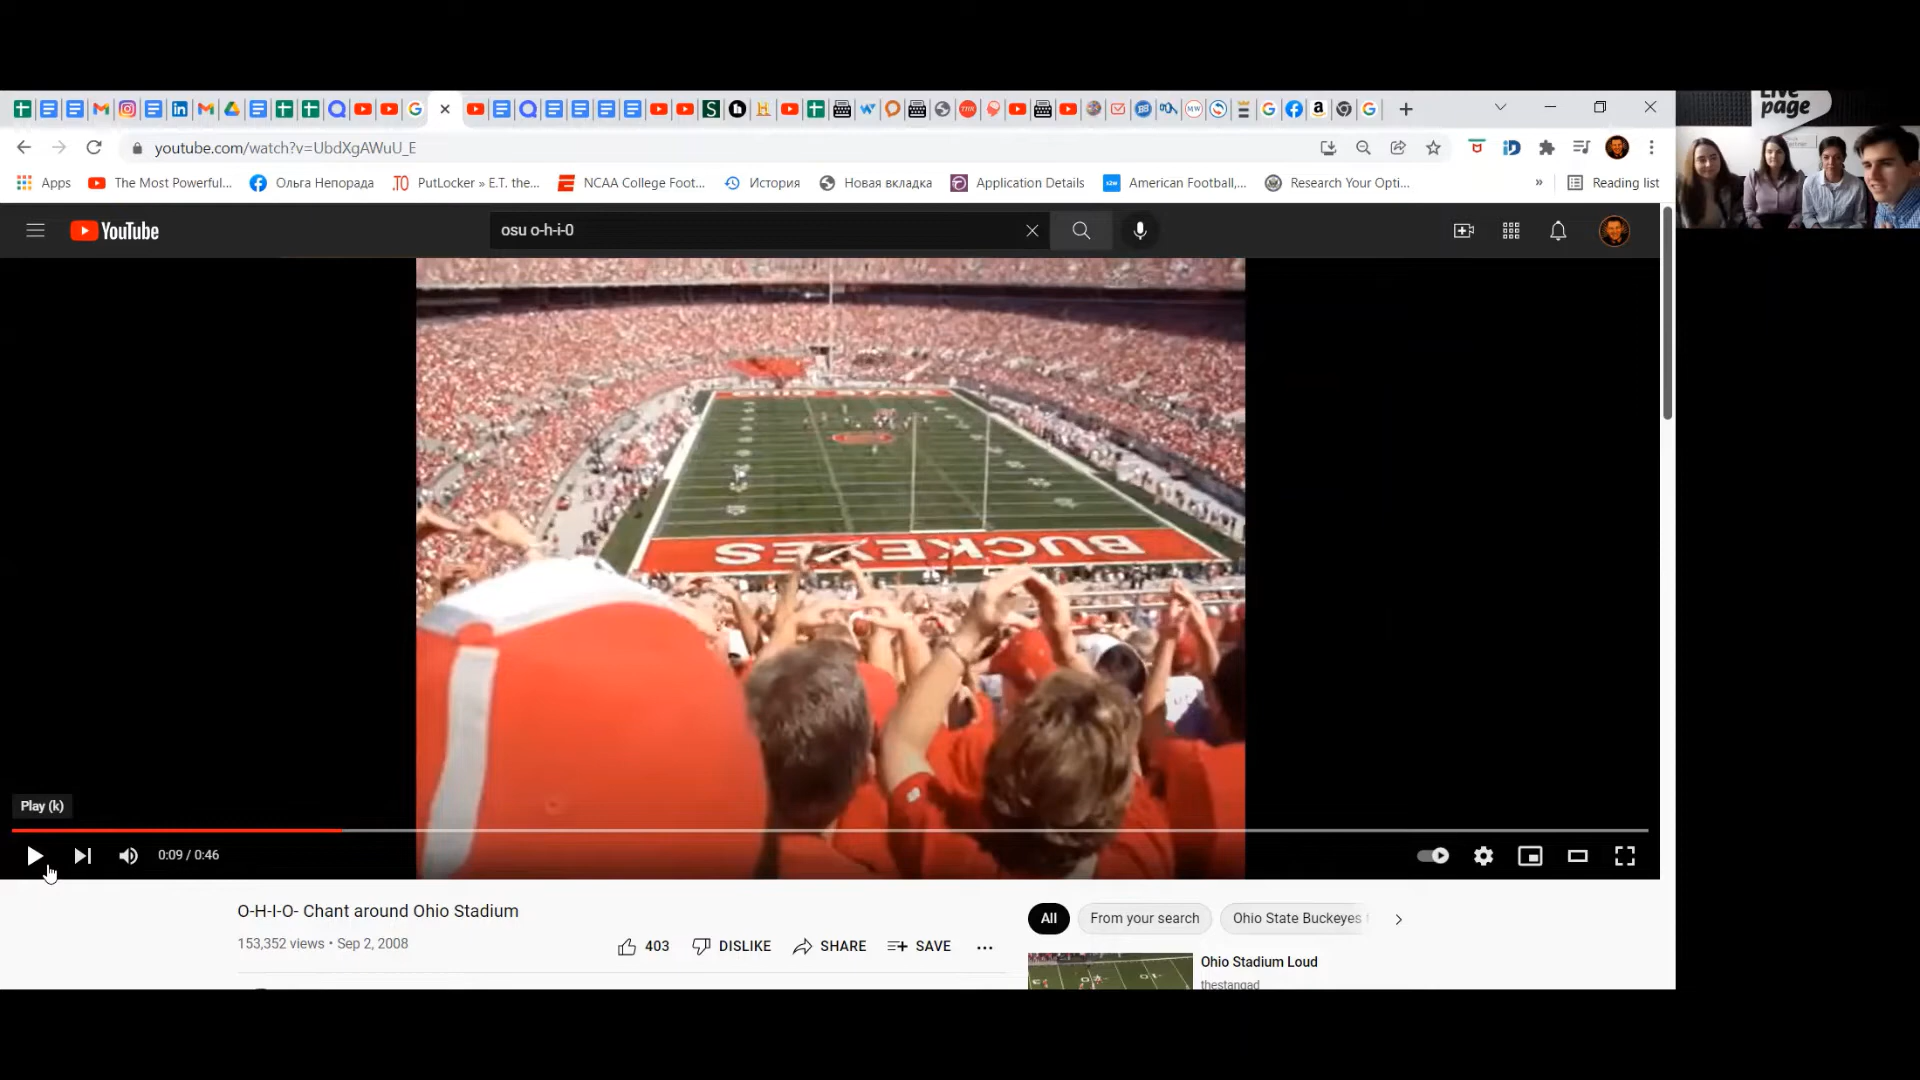 Live
page
youtube.com/watch?v=UbdXgAWuU_E
Apps
The Most Powerful...
Ольга Непорада
PutLocker » E.T. the...
NCAA College Foot...
История
Новая вкладка
Application Details
American Football,...
Research Your Opti...
»
Reading list
YouTube
osu o-h-i-0
OHIO STATE
BUCKEYES
Play (k)
0:09 / 0:46
O-H-I-O- Chant around Ohio Stadium
153,352 views • Sep 2, 2008
403
DISLIKE
SHARE
SAVE
All
From your search
Ohio State Buckeyes
Ohio Stadium Loud
thestangad